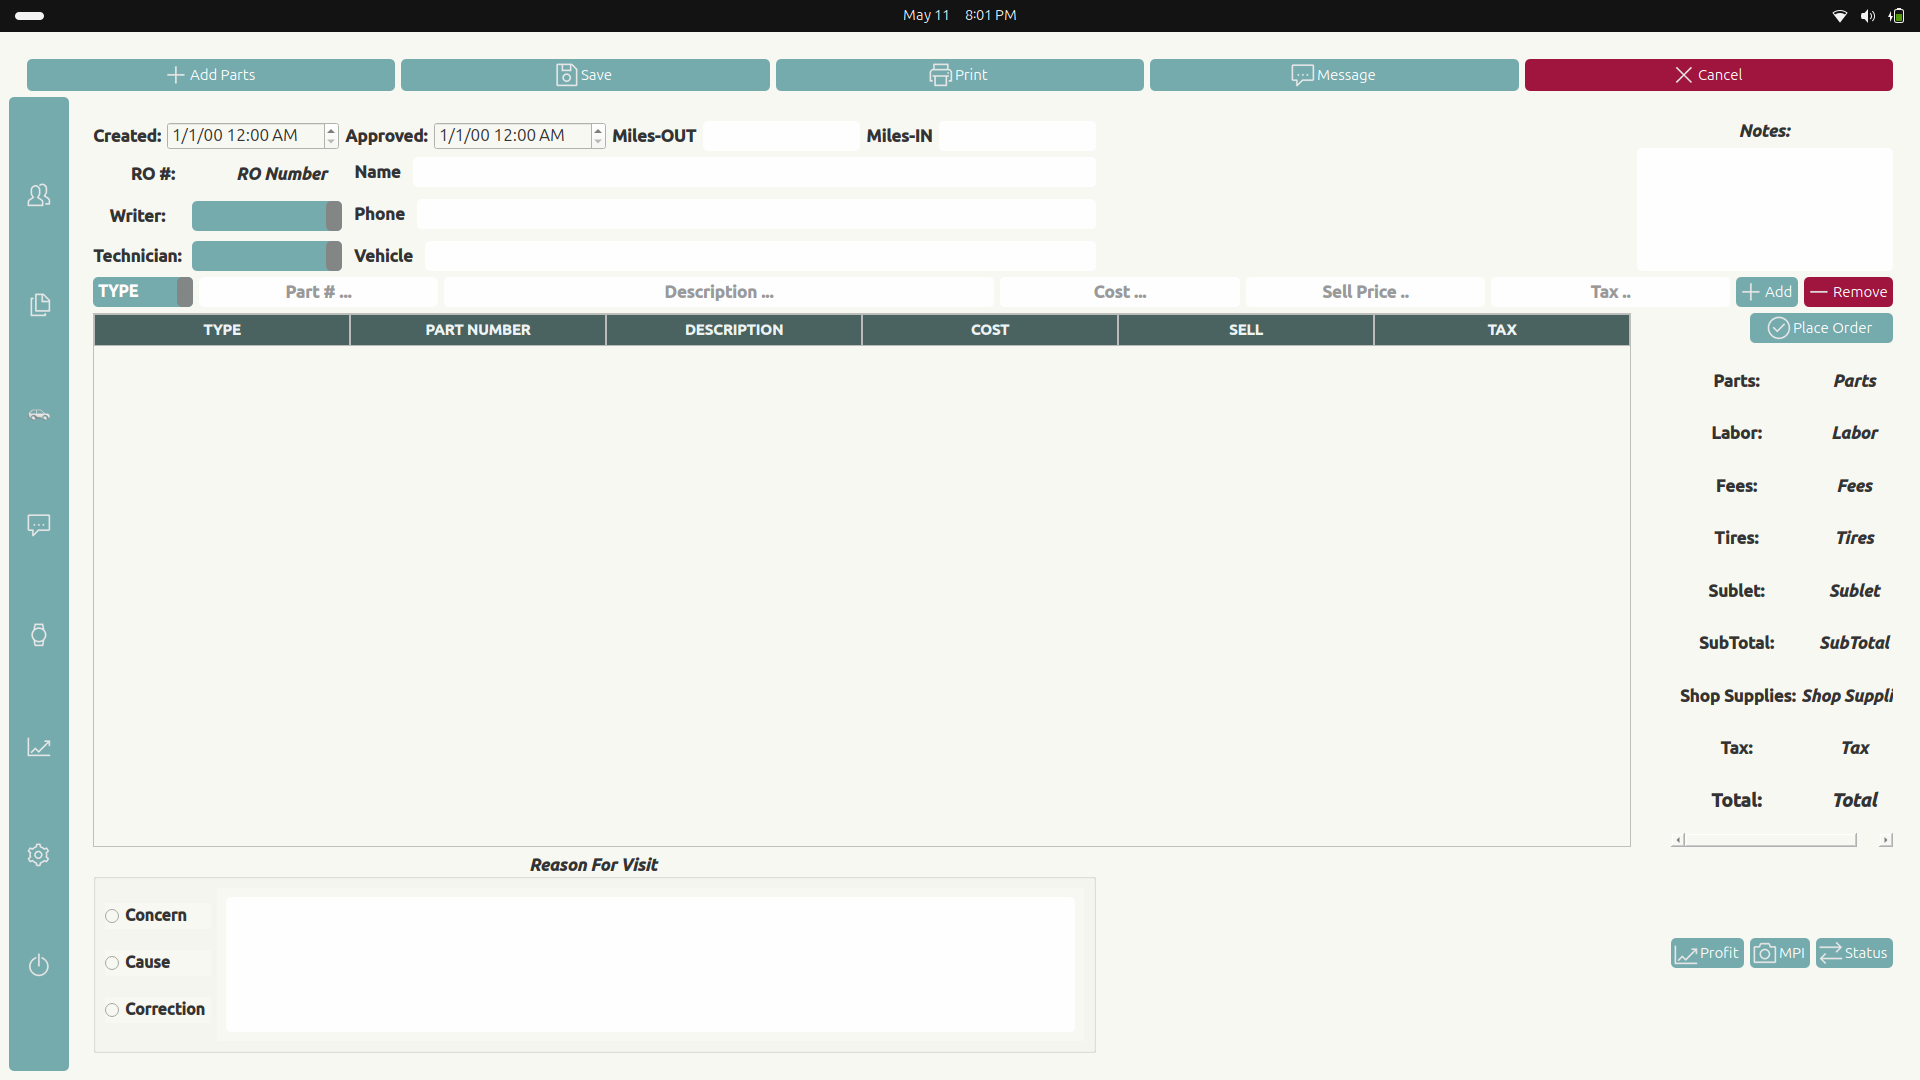 May 11 8:01 PM
Add Parts
Save
Print
Message
Cancel
Created: 1/1/00 12:00 AM Approved: 1/1/00 12:00 AM Miles-OUT Miles-IN
Notes:
RO #: RO Number Name
Writer: Phone
Technician: Vehicle
TYPE Part # ... Description ... Cost ... Sell Price .. Tax .. Add Remove
TYPE PART NUMBER DESCRIPTION COST SELL TAX
Place Order
Parts: Parts
Labor: Labor
Fees: Fees
Tires: Tires
Sublet: Sublet
SubTotal: SubTotal
Shop Supplies: Shop Suppli
Tax: Tax
Total: Total
Reason For Visit
Concern
Cause
Correction
Profit MPI Status